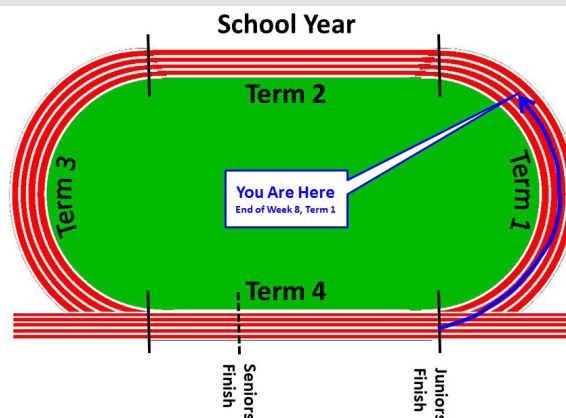 School Year
Term 2
Term 3
You Are Here
End of Week 8, Term 1
Term 1
Term 4
Seniors
Finish
Juniors
Finish